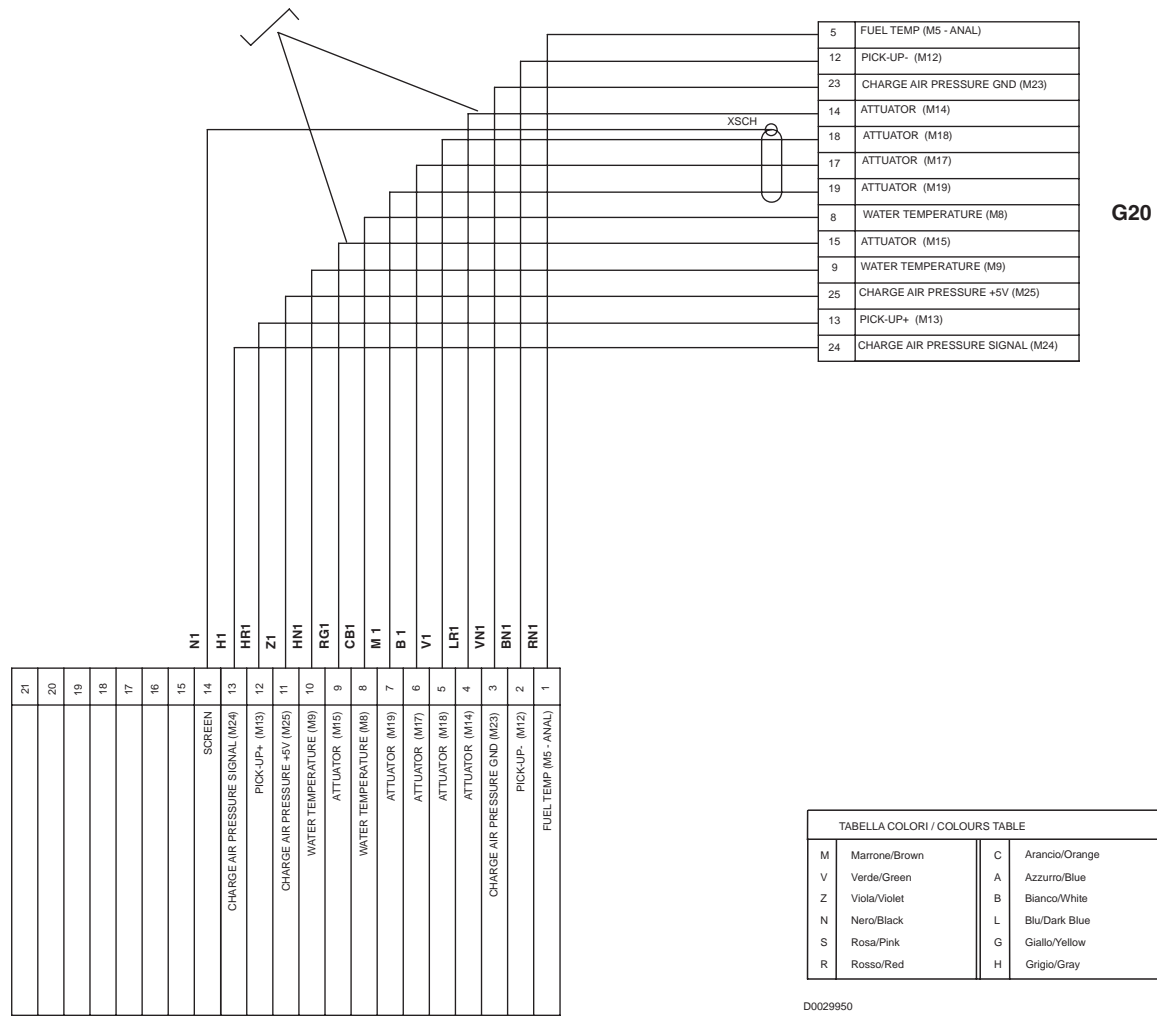 5 FUEL TEMP (M5 - ANAL)
12 PICK-UP- (M12)
23 CHARGE AIR PRESSURE GND (M23)
14 ATTUATOR (M14)
XSCH
18 ATTUATOR (M18)
17 ATTUATOR (M17)
19 ATTUATOR (M19)
8 WATER TEMPERATURE (M8)
G20
15 ATTUATOR (M15)
9 WATER TEMPERATURE (M9)
25 CHARGE AIR PRESSURE +5V (M25)
13 PICK-UP+ (M13)
24 CHARGE AIR PRESSURE SIGNAL (M24)
N1
H1
HR1
Z1
HN1
RG1
CB1
M 1
B 1
V1
LR1
VN1
BN1
RN1
21
20
19
18
17
16
15
14 SCREEN
13 CHARGE AIR PRESSURE SIGNAL (M24)
12 PICK-UP+ (M13)
11 CHARGE AIR PRESSURE +5V (M25)
10 WATER TEMPERATURE (M9)
9 ATTUATOR (M15)
8 WATER TEMPERATURE (M8)
7 ATTUATOR (M19)
6 ATTUATOR (M17)
5 ATTUATOR (M18)
4 ATTUATOR (M14)
3 CHARGE AIR PRESSURE GND (M23)
2 PICK-UP- (M12)
1 FUEL TEMP (M5 - ANAL)
TABELLA COLORI / COLOURS TABLE
M Marrone/Brown C Arancio/Orange
V Verde/Green A Azzurro/Blue
Z Viola/Violet B Bianco/White
N Nero/Black L Blu/Dark Blue
S Rosa/Pink G Giallo/Yellow
R Rosso/Red H Grigio/Gray
D0029950